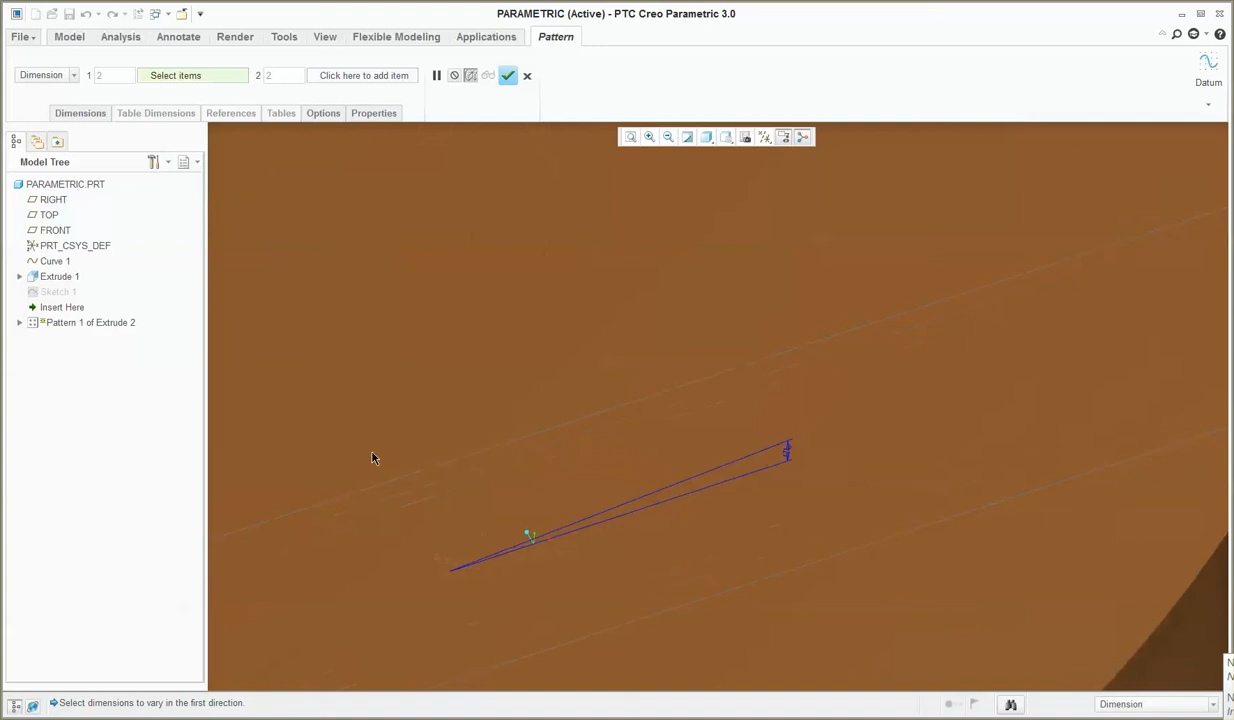 PARAMETRIC (Active) - PTC Creo Parametric 3.0
File Model Analysis Annotate Render Tools View Flexible Modeling Applications Pattern
Dimension 1 2 Select items 2 2 Click here to add item
Datum
Dimensions Table Dimensions References Tables Options Properties
Model Tree
PARAMETRIC.PRT
RIGHT
TOP
FRONT
PRT_CSYS_DEF
Curve 1
Extrude 1
Sketch 1
Insert Here
Pattern 1 of Extrude 2
Select dimensions to vary in the first direction.
Dimension